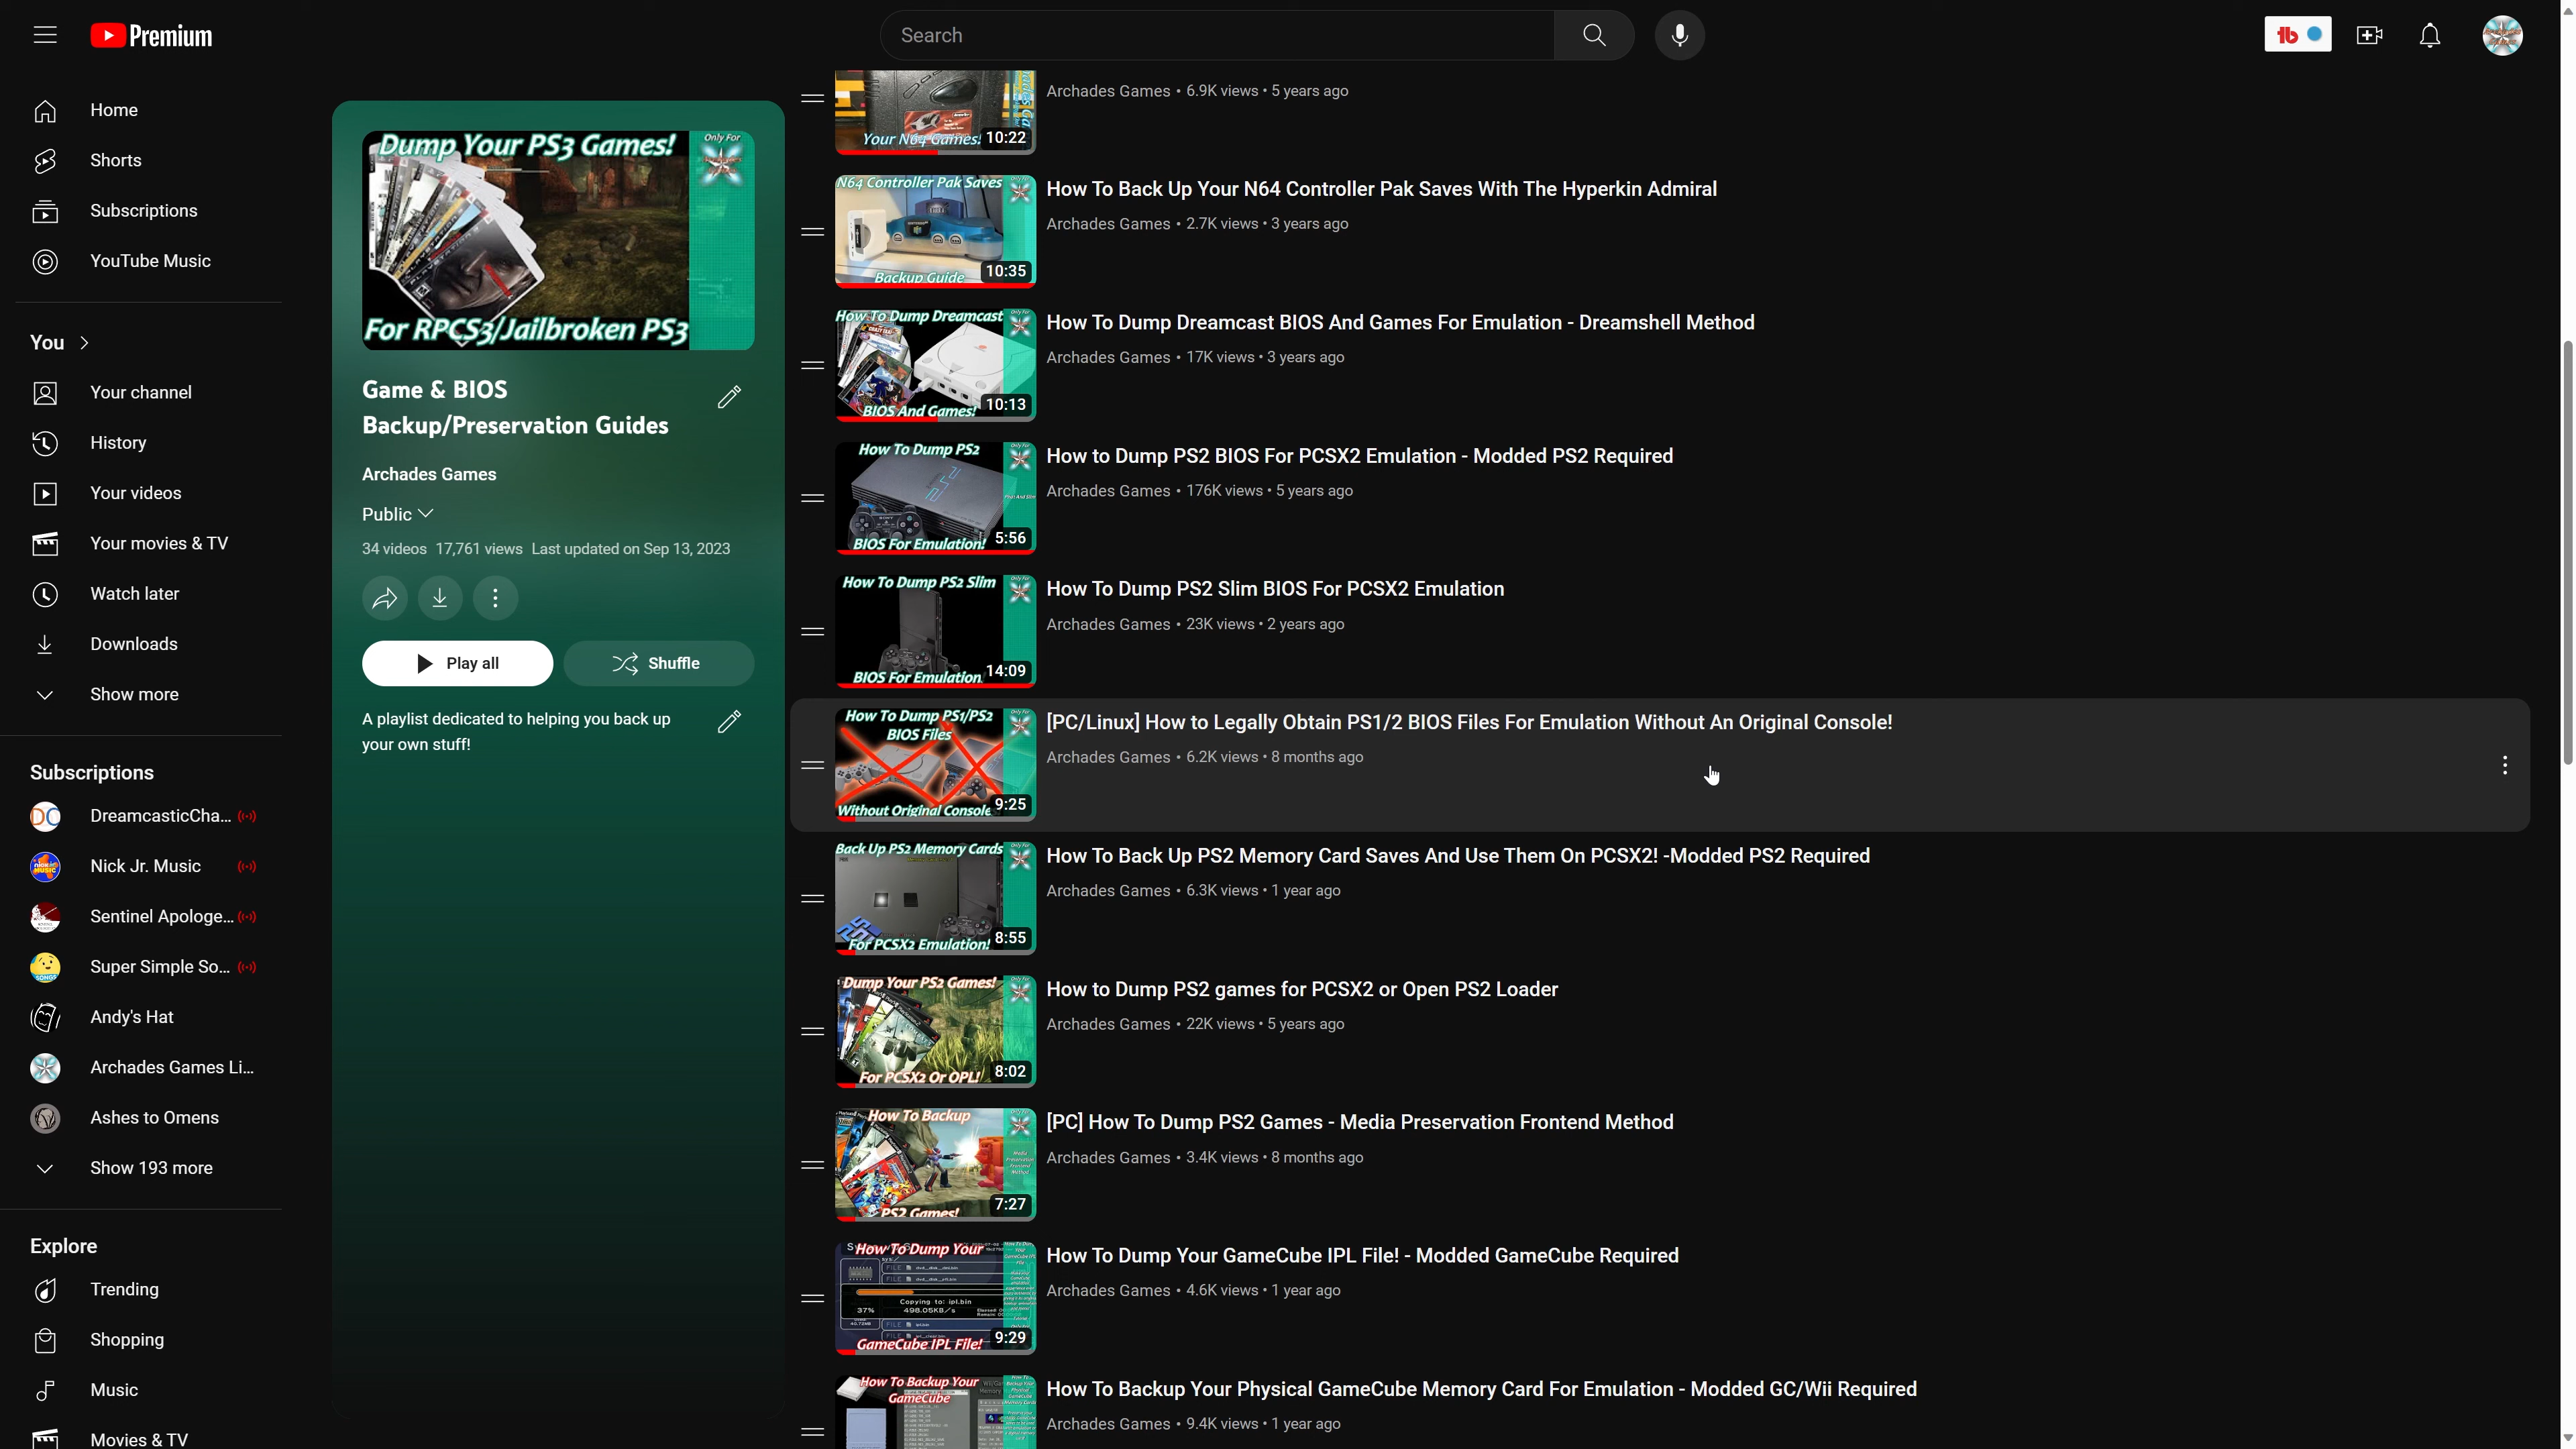 Premium
Search
Home
Shorts
Subscriptions
YouTube Music
You
Your channel
History
Your videos
Your movies & TV
Watch later
Downloads
Show more
Subscriptions
DreamcasticCha...
Nick Jr. Music
Sentinel Apologe...
Super Simple So...
Andy's Hat
Archades Games Li...
Ashes to Omens
Show 193 more
Explore
Trending
Shopping
Music
Movies & TV
Dump Your PS3 Games!
Only For
For RPCS3/Jailbroken PS3
Game & BIOS
Backup/Preservation Guides
Archades Games
Public
34 videos 17,761 views Last updated on Sep 13, 2023
Play all
Shuffle
A playlist dedicated to helping you back up
your own stuff!
Your N64 Games!
10:22
Archades Games • 6.9K views • 5 years ago
N64 Controller Pak Saves
Backup Guide
10:35
How To Back Up Your N64 Controller Pak Saves With The Hyperkin Admiral
Archades Games • 2.7K views • 3 years ago
How To Dump Dreamcast
BIOS And Games!
10:13
How To Dump Dreamcast BIOS And Games For Emulation - Dreamshell Method
Archades Games • 17K views • 3 years ago
How To Dump PS2
BIOS For Emulation!
5:56
How to Dump PS2 BIOS For PCSX2 Emulation - Modded PS2 Required
Archades Games • 176K views • 5 years ago
How To Dump PS2 Slim
BIOS For Emulation
14:09
How To Dump PS2 Slim BIOS For PCSX2 Emulation
Archades Games • 23K views • 2 years ago
How To Dump PS1/PS2
BIOS Files
Without Original Console
9:25
[PC/Linux] How to Legally Obtain PS1/2 BIOS Files For Emulation Without An Original Console!
Archades Games • 6.2K views • 8 months ago
Back Up PS2 Memory Cards
For PCSX2 Emulation!
8:55
How To Back Up PS2 Memory Card Saves And Use Them On PCSX2! -Modded PS2 Required
Archades Games • 6.3K views • 1 year ago
Dump Your PS2 Games!
For PCSX2 Or OPL!
8:02
How to Dump PS2 games for PCSX2 or Open PS2 Loader
Archades Games • 22K views • 5 years ago
How To Backup
PS2 Games!
7:27
[PC] How To Dump PS2 Games - Media Preservation Frontend Method
Archades Games • 3.4K views • 8 months ago
How To Dump Your
Copying to: ipl.bin
37% 498.05KB/s
GameCube IPL File!
9:29
How To Dump Your GameCube IPL File! - Modded GameCube Required
Archades Games • 4.6K views • 1 year ago
How To Backup Your
GameCube
How To Backup Your Physical GameCube Memory Card For Emulation - Modded GC/Wii Required
Archades Games • 9.4K views • 1 year ago